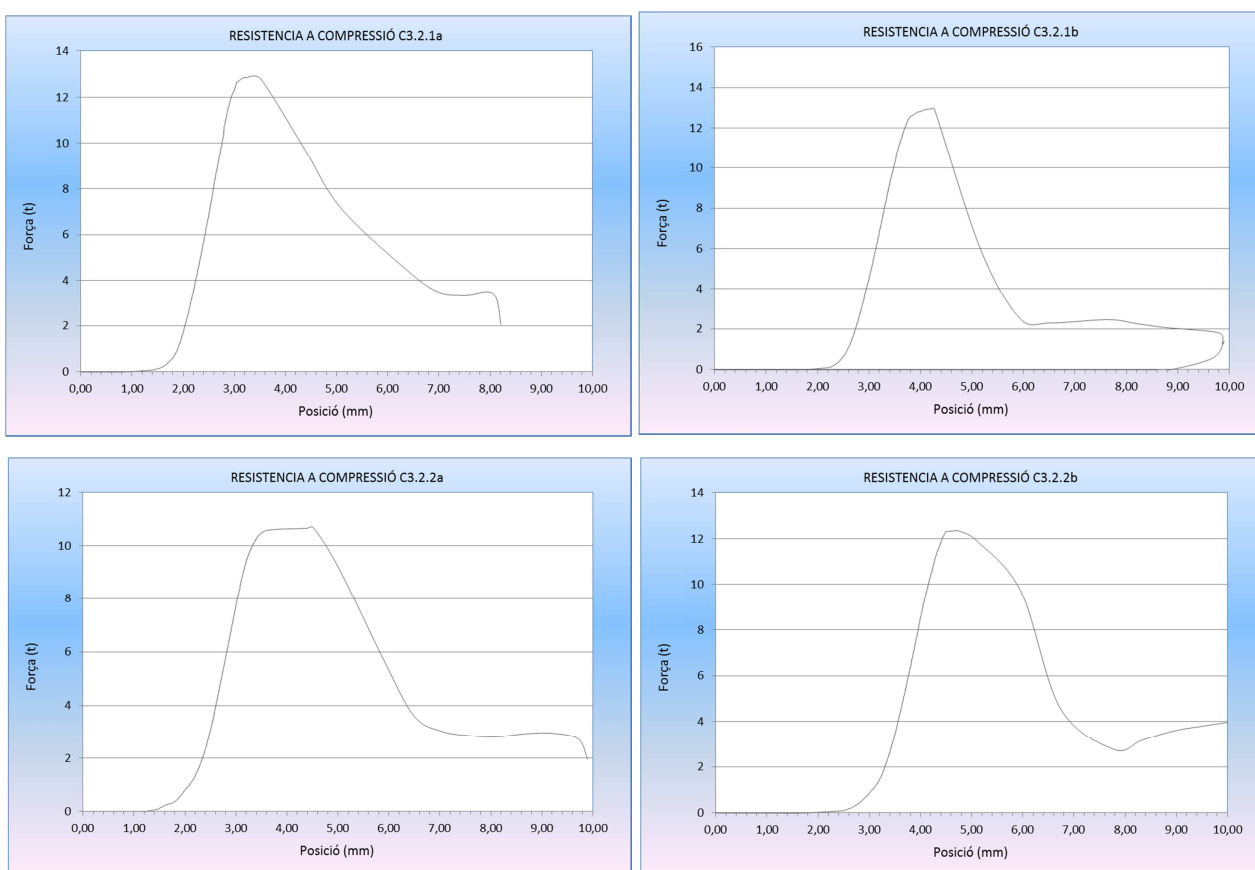 RESISTENCIA A COMPRESSIÓ C3.2.1a
14
12
10
8
6
4
2
0
Força (t)
0,00 1,00 2,00 3,00 4,00 5,00 6,00 7,00 8,00 9,00 10,00
Posició (mm)
RESISTENCIA A COMPRESSIÓ C3.2.1b
16
14
12
10
8
6
4
2
0
Força (t)
0,00 1,00 2,00 3,00 4,00 5,00 6,00 7,00 8,00 9,00 10,00
Posició (mm)
RESISTENCIA A COMPRESSIÓ C3.2.2a
12
10
8
6
4
2
0
Força (t)
0,00 1,00 2,00 3,00 4,00 5,00 6,00 7,00 8,00 9,00 10,00
Posició (mm)
RESISTENCIA A COMPRESSIÓ C3.2.2b
14
12
10
8
6
4
2
0
Força (t)
0,00 1,00 2,00 3,00 4,00 5,00 6,00 7,00 8,00 9,00 10,00
Posició (mm)